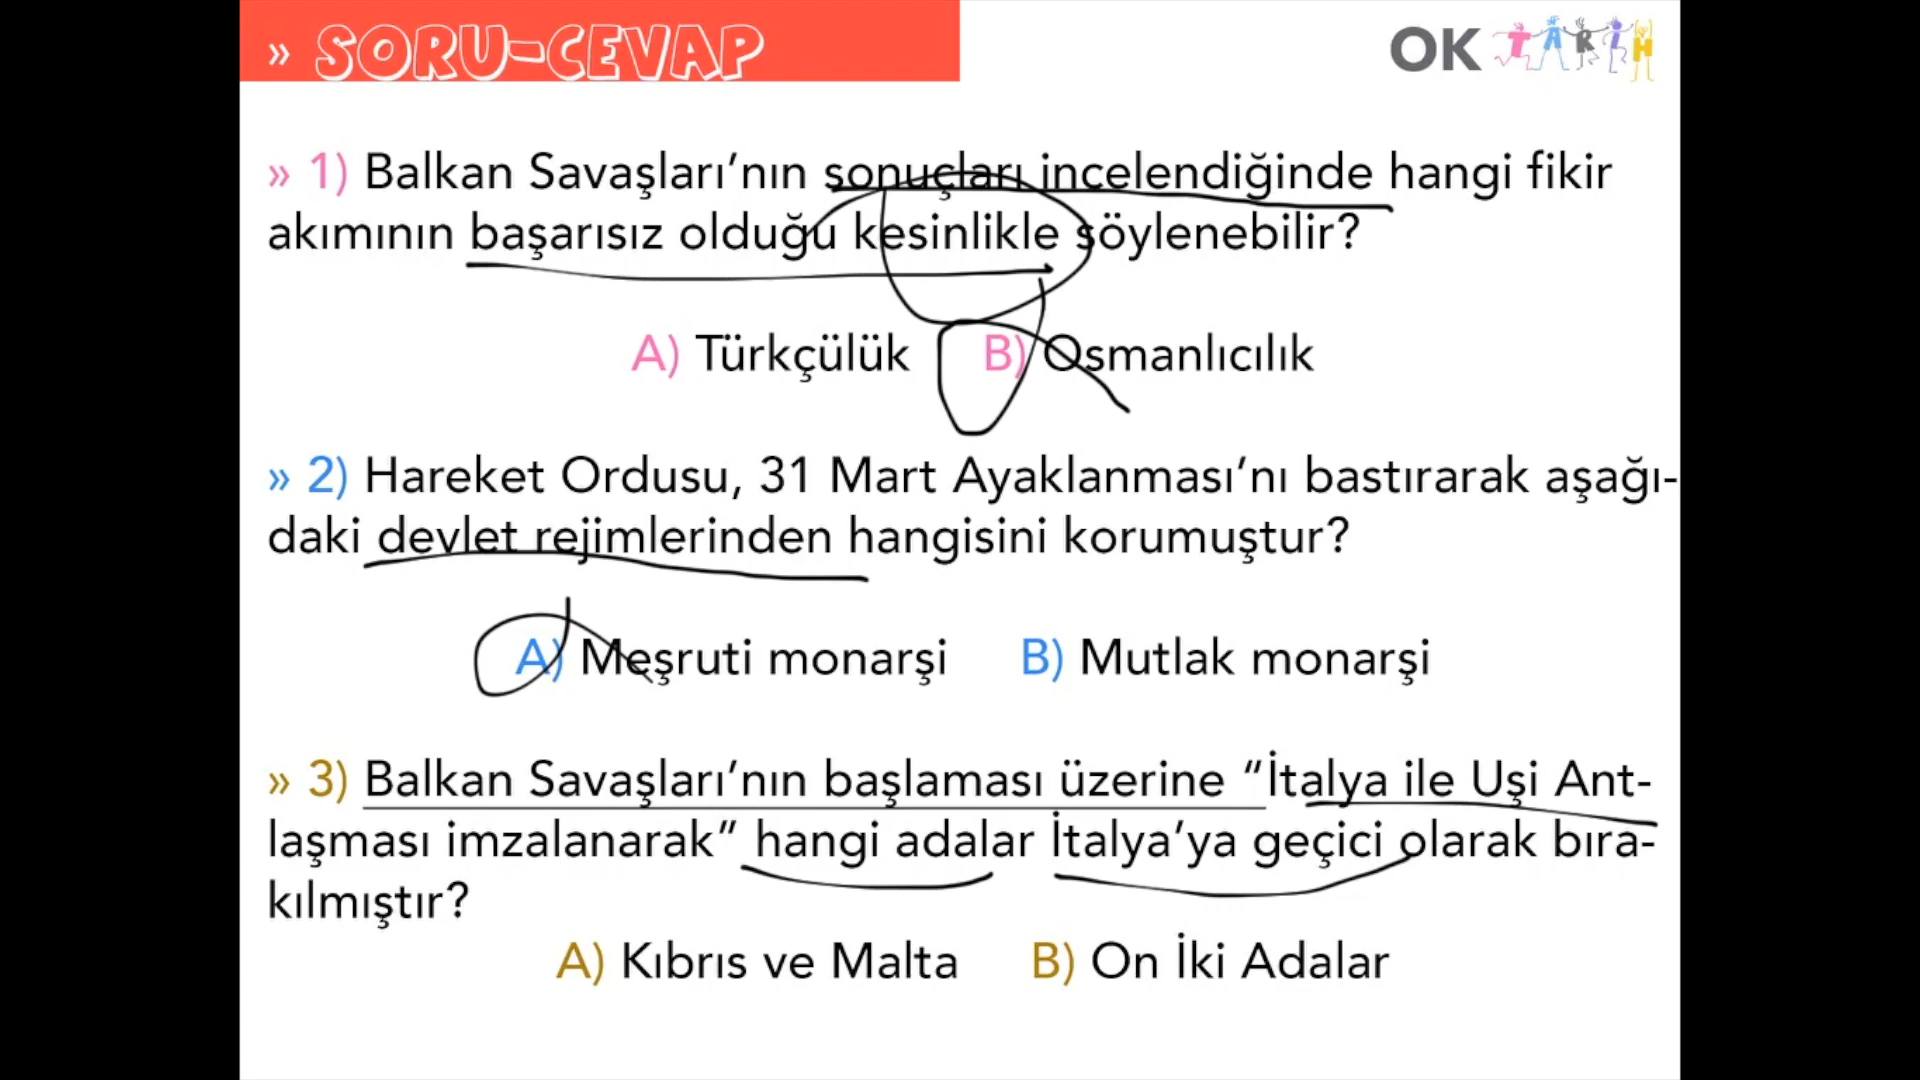 » SORU-CEVAP
OK TARİH
» 1) Balkan Savaşları’nın sonuçları incelendiğinde hangi fikir
akımının başarısız olduğu kesinlikle söylenebilir?
A) Türkçülük B) Osmanlıcılık
» 2) Hareket Ordusu, 31 Mart Ayaklanması’nı bastırarak aşağı-
daki devlet rejimlerinden hangisini korumuştur?
A) Meşruti monarşi B) Mutlak monarşi
» 3) Balkan Savaşları’nın başlaması üzerine “İtalya ile Uşi Ant-
laşması imzalanarak” hangi adalar İtalya’ya geçici olarak bıra-
kılmıştır?
A) Kıbrıs ve Malta B) On İki Adalar